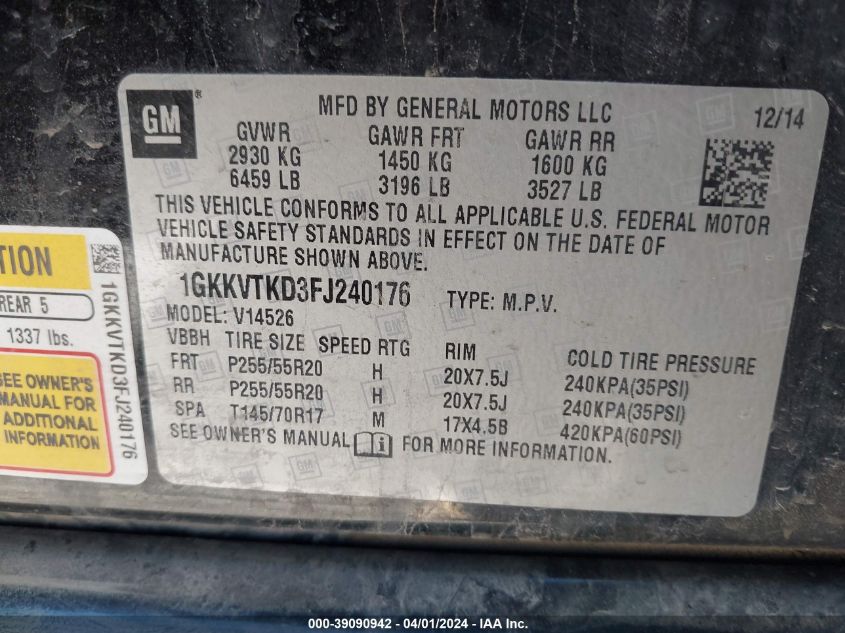 GM
MFD BY GENERAL MOTORS LLC
12/14
GVWR GAWR FRT GAWR RR
2930 KG 1450 KG 1600 KG
6459 LB 3196 LB 3527 LB
THIS VEHICLE CONFORMS TO ALL APPLICABLE U.S. FEDERAL MOTOR
VEHICLE SAFETY STANDARDS IN EFFECT ON THE DATE OF
MANUFACTURE SHOWN ABOVE.
1GKKVTKD3FJ240176 TYPE: M.P.V.
MODEL: V14526
VBBH TIRE SIZE SPEED RTG RIM COLD TIRE PRESSURE
FRT P255/55R20 H 20X7.5J 240KPA(35PSI)
RR P255/55R20 H 20X7.5J 240KPA(35PSI)
SPA T145/70R17 M 17X4.5B 420KPA(60PSI)
SEE OWNER'S MANUAL FOR MORE INFORMATION.
TION
REAR 5
1337 lbs.
SEE OWNER'S
MANUAL FOR
ADDITIONAL
INFORMATION
1GKKVTKD3FJ240176
000-39090942 - 04/01/2024 - IAA Inc.